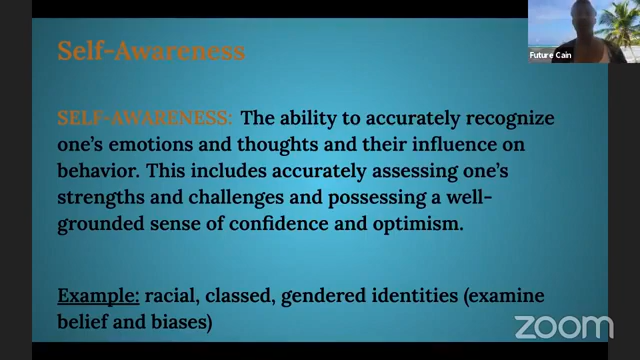 Self-Awareness
Future Cain
SELF-AWARENESS: The ability to accurately recognize
one's emotions and thoughts and their influence on
behavior. This includes accurately assessing one's
strengths and challenges and possessing a well-
grounded sense of confidence and optimism.
Example: racial, classed, gendered identities (examine
belief and biases)
zoom